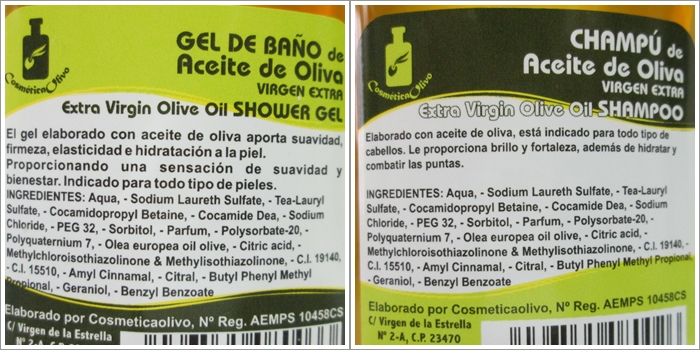 CosméticaOlivo
GEL DE BAÑO de
Aceite de Oliva
VIRGEN EXTRA
Extra Virgin Olive Oil SHOWER GEL
El gel elaborado con aceite de oliva aporta suavidad,
firmeza, elasticidad e hidratación a la piel.
Proporcionando una sensación de suavidad y
bienestar. Indicado para todo tipo de pieles.
INGREDIENTES: Aqua, - Sodium Laureth Sulfate, - Tea-Lauryl
Sulfate, - Cocamidopropyl Betaine, - Cocamide Dea, - Sodium
Chloride, - PEG 32, - Sorbitol, - Parfum, - Polysorbate-20, -
Polyquaternium 7, - Olea europea oil olive, - Citric acid, -
Methylchloroisothiazolinone & Methylisothiazolinone, - C.I. 19140,
- C.I. 15510, - Amyl Cinnamal, - Citral, - Butyl Phenyl Methyl
Propional, - Geraniol, - Benzyl Benzoate
Elaborado por Cosmeticaolivo, Nº Reg. AEMPS 10458CS
C/ Virgen de la Estrella
Nº 2-A, C.P. 23470
CosméticaOlivo
CHAMPÚ de
Aceite de Oliva
VIRGEN EXTRA
Extra Virgin Olive Oil SHAMPOO
Elaborado con aceite de oliva, está indicado para todo tipo de
cabellos. Le proporciona brillo y fortaleza, además de hidratar y
combatir las puntas.
INGREDIENTES: Aqua, - Sodium Laureth Sulfate, - Tea-Lauryl
Sulfate, - Cocamidopropyl Betaine, - Cocamide Dea, - Sodium
Chloride, - PEG 32, - Sorbitol, - Parfum, - Polysorbate-20, -
Polyquaternium 7, - Olea europea oil olive, - Citric acid, -
Methylchloroisothiazolinone & Methylisothiazolinone, - C.I. 19140,
- C.I. 15510, - Amyl Cinnamal, - Citral, - Butyl Phenyl Methyl Propional,
- Geraniol, - Benzyl Benzoate
Elaborado por Cosmeticaolivo, Nº Reg. AEMPS 10458CS
C/ Virgen de la Estrella
Nº 2-A, C.P. 23470